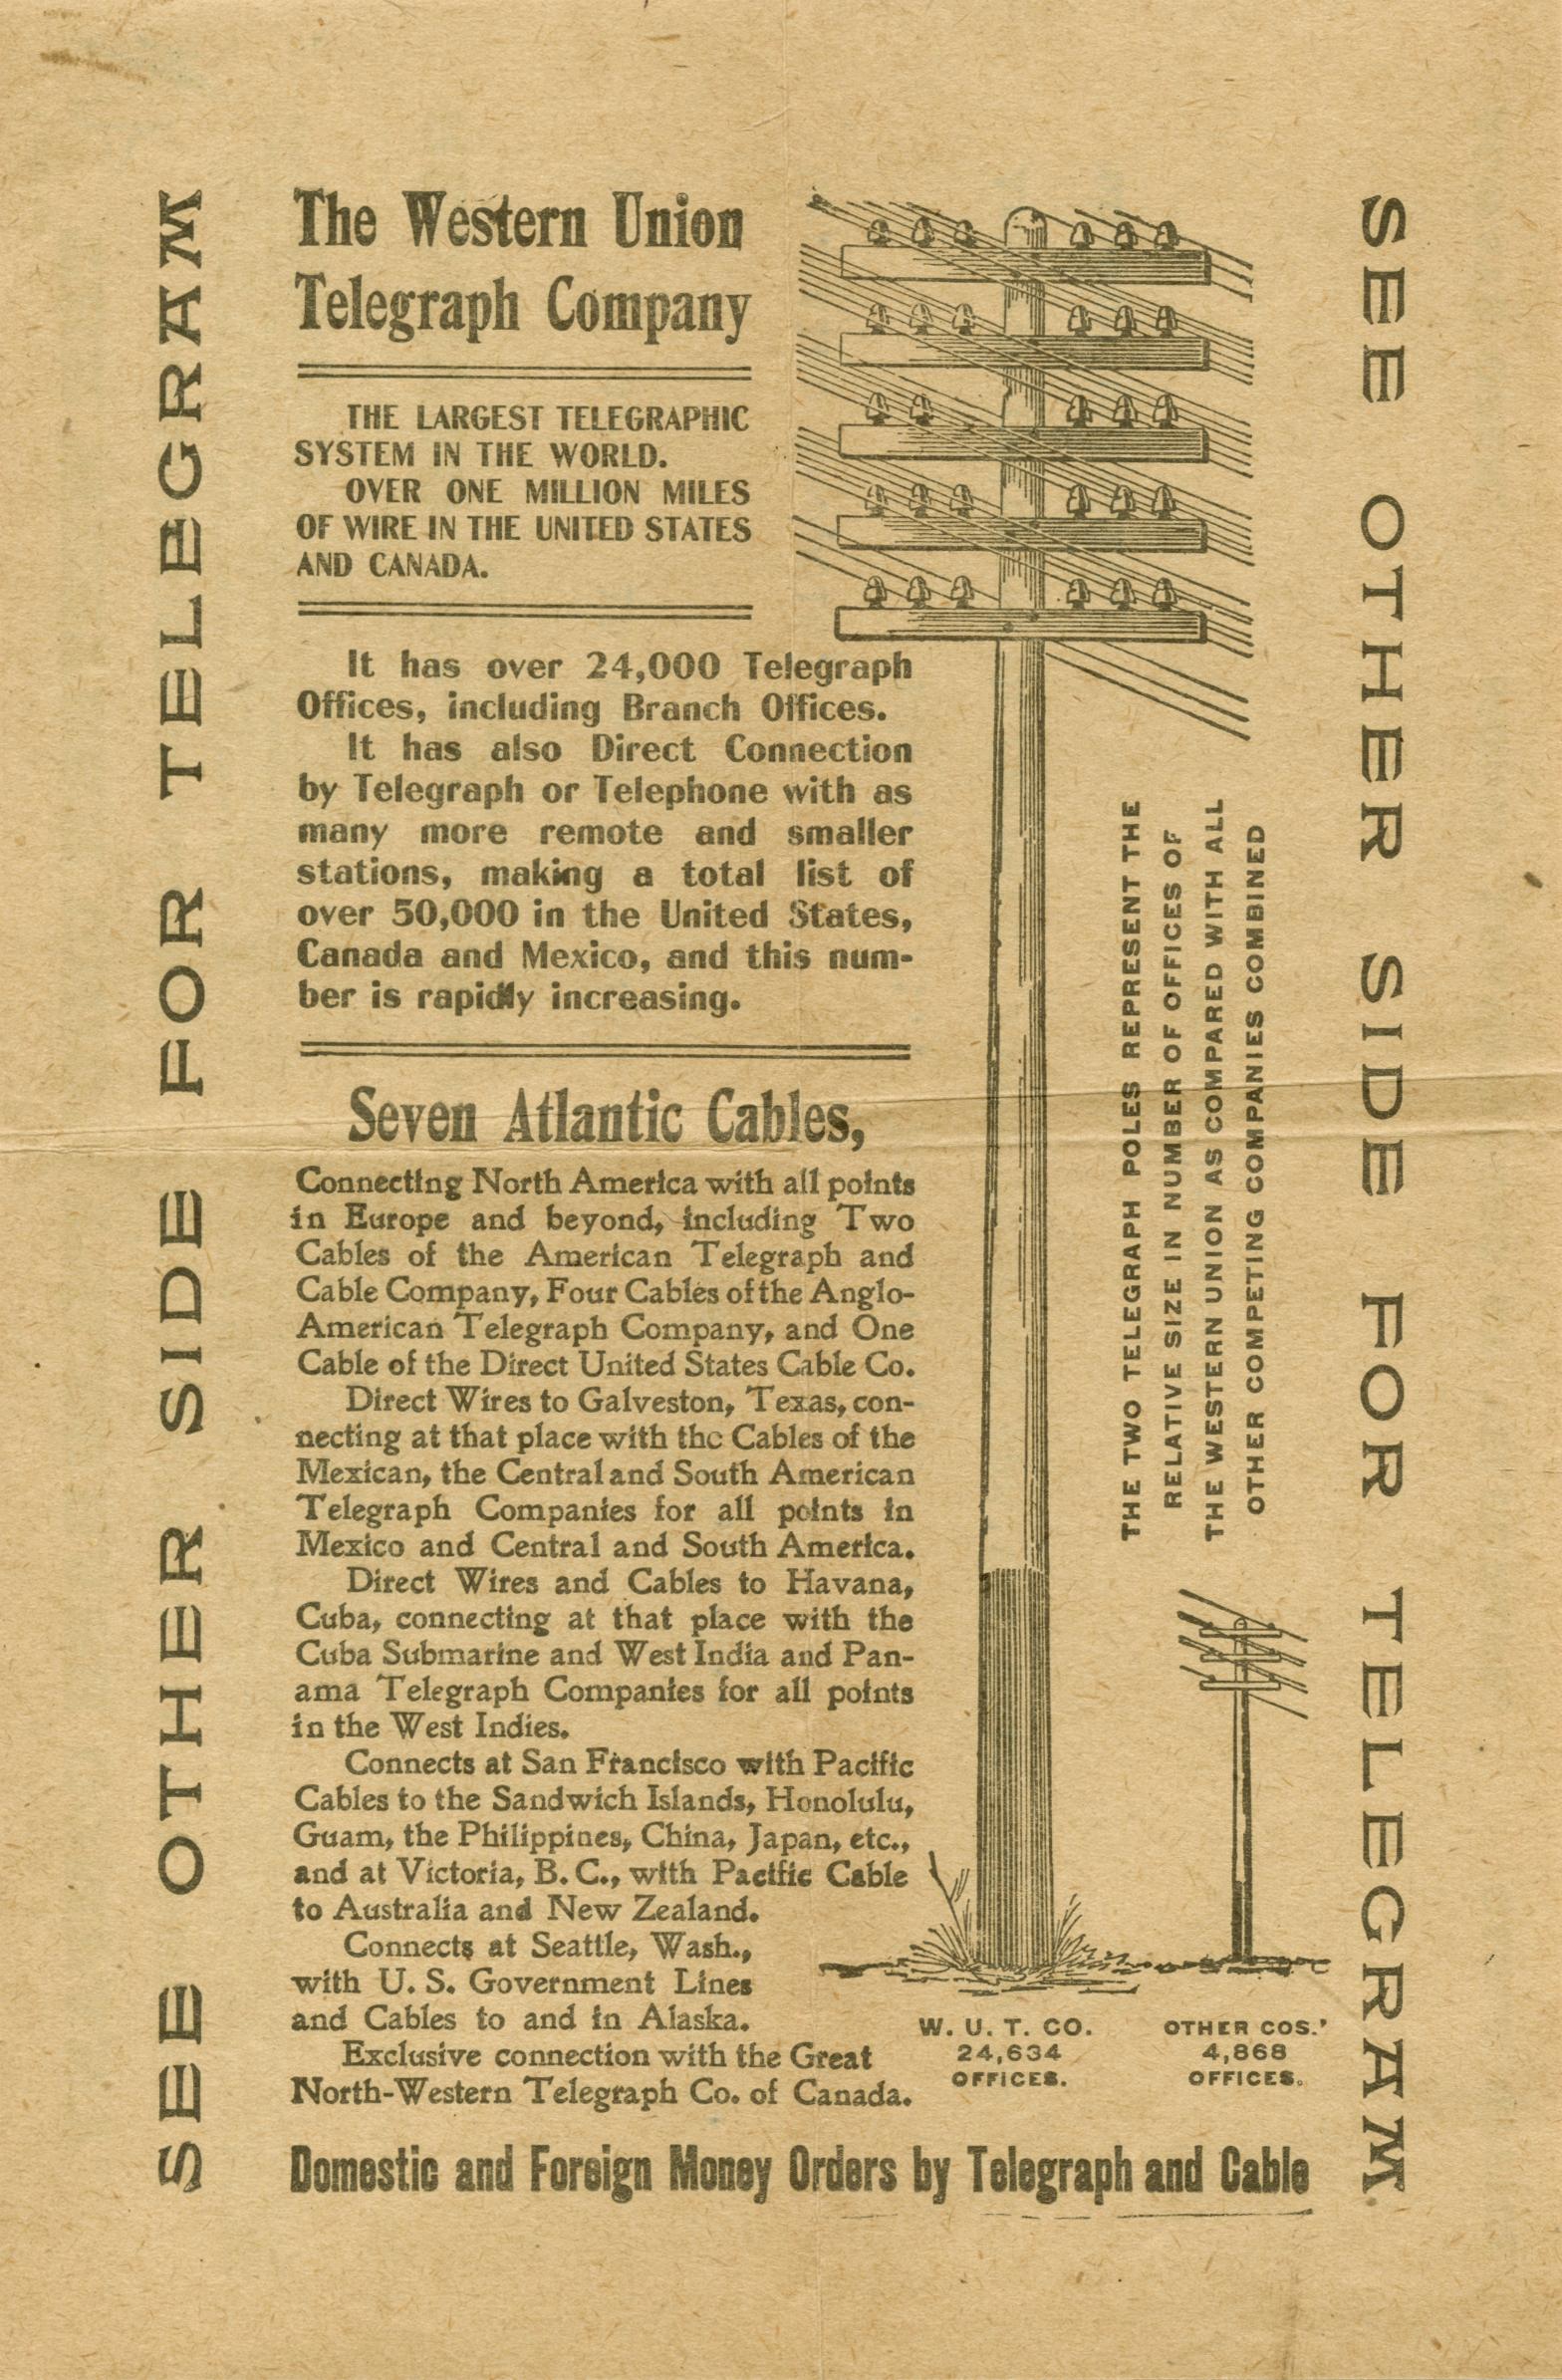 SEE OTHER SIDE FOR TELEGRAM
The Western Union
Telegraph Company
THE LARGEST TELEGRAPHIC
SYSTEM IN THE WORLD.
OVER ONE MILLION MILES
OF WIRE IN THE UNITED STATES
AND CANADA.
It has over 24,000 Telegraph
Offices, including Branch Offices.
It has also Direct Connection
by Telegraph or Telephone with as
many more remote and smaller
stations, making a total list of
over 50,000 in the United States,
Canada and Mexico, and this num-
ber is rapidly increasing.
Seven Atlantic Cables,
Connecting North America with all points
in Europe and beyond, including Two
Cables of the American Telegraph and
Cable Company, Four Cables of the Anglo-
American Telegraph Company, and One
Cable of the Direct United States Cable Co.
Direct Wires to Galveston, Texas, con-
necting at that place with the Cables of the
Mexican, the Central and South American
Telegraph Companies for all points in
Mexico and Central and South America.
Direct Wires and Cables to Havana,
Cuba, connecting at that place with the
Cuba Submarine and West India and Pan-
ama Telegraph Companies for all points
in the West Indies.
Connects at San Francisco with Pacific
Cables to the Sandwich Islands, Honolulu,
Guam, the Philippines, China, Japan, etc.,
and at Victoria, B. C., with Pacific Cable
to Australia and New Zealand.
Connects at Seattle, Wash.,
with U. S. Government Lines
and Cables to and in Alaska.
Exclusive connection with the Great
North-Western Telegraph Co. of Canada.
THE TWO TELEGRAPH POLES REPRESENT THE
RELATIVE SIZE IN NUMBER OF OFFICES OF
THE WESTERN UNION AS COMPARED WITH ALL
OTHER COMPETING COMPANIES COMBINED
W. U. T. CO.
24,634
OFFICES.
OTHER COS.'
4,868
OFFICES.
Domestic and Foreign Money Orders by Telegraph and Cable
SEE OTHER SIDE FOR TELEGRAM